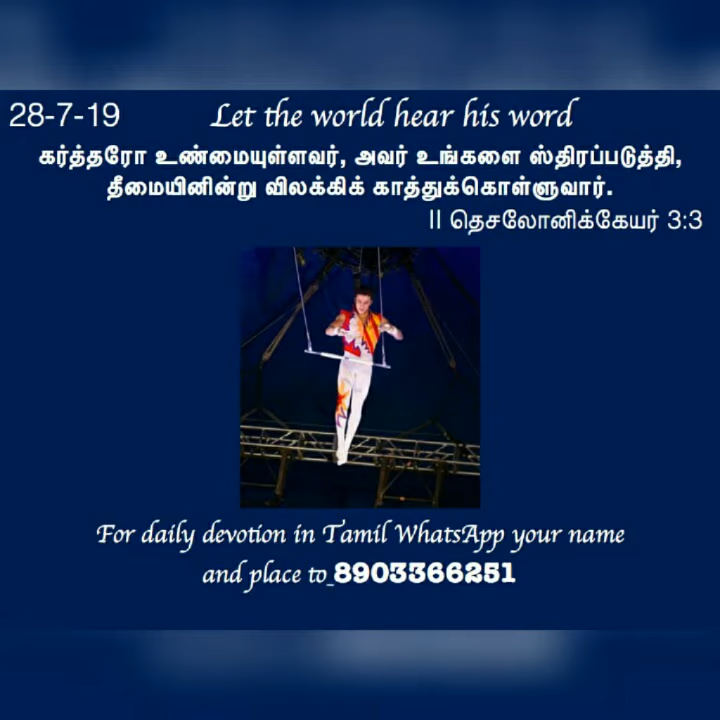 28-7-19 Let the world hear his word
கர்த்தரோ உண்மையுள்ளவர், அவர் உங்களை ஸ்திரப்படுத்தி,
தீமையினின்று விலக்கிக் காத்துக்கொள்ளுவார்.
II தெசலோனிக்கேயர் 3:3
For daily devotion in Tamil WhatsApp your name
and place to 8903366251